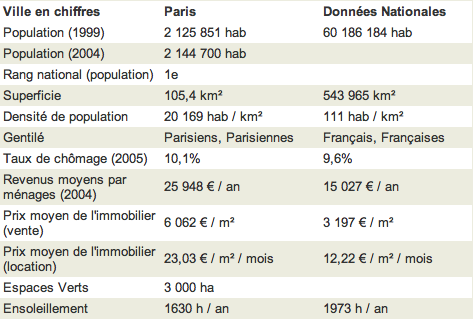 Ville en chiffres Paris Données Nationales
Population (1999) 2 125 851 hab 60 186 184 hab
Population (2004) 2 144 700 hab
Rang national (population) 1e
Superficie 105,4 km² 543 965 km²
Densité de population 20 169 hab / km² 111 hab / km²
Gentilé Parisiens, Parisiennes Français, Françaises
Taux de chômage (2005) 10,1% 9,6%
Revenus moyens par
ménages (2004) 25 948 € / an 15 027 € / an
Prix moyen de l'immobilier
(vente) 6 062 € / m² 3 197 € / m²
Prix moyen de l'immobilier
(location) 23,03 € / m² / mois 12,22 € / m² / mois
Espaces Verts 3 000 ha
Ensoleillement 1630 h / an 1973 h / an